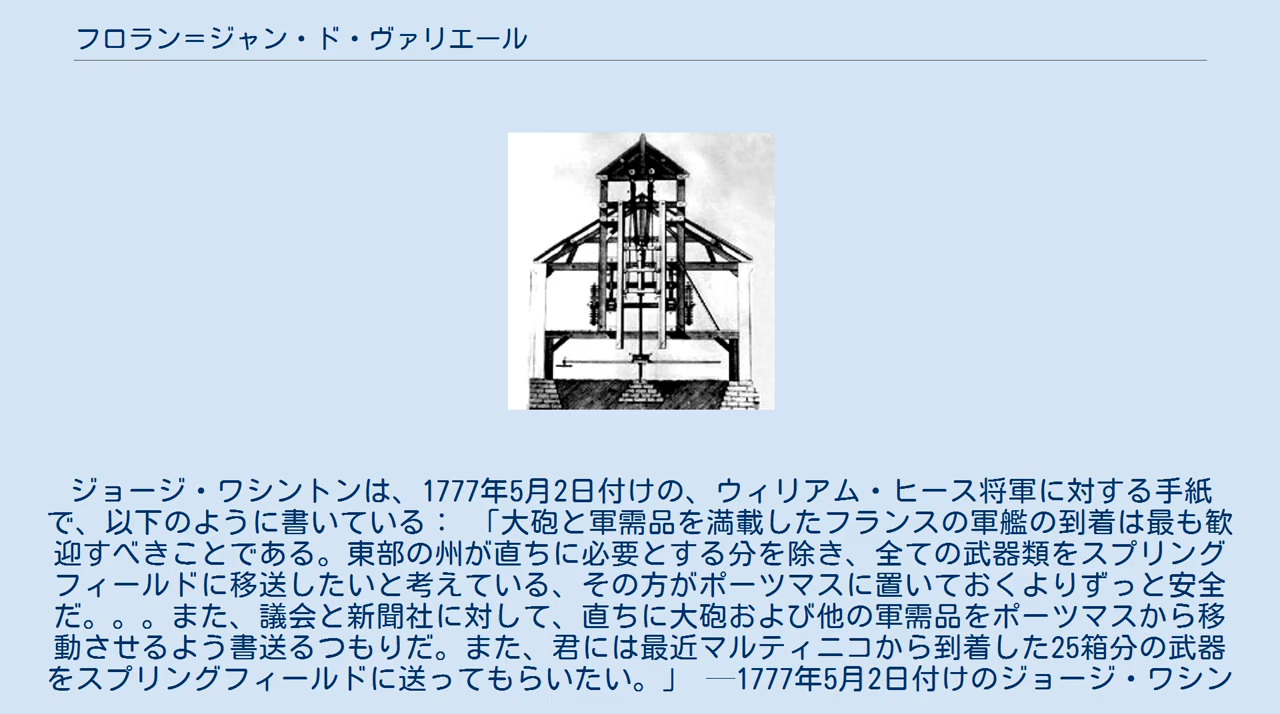 フロラン＝ジャン・ド・ヴァリエール
ジョージ・ワシントンは、1777年5月2日付けの、ウィリアム・ヒース将軍に対する手紙
で、以下のように書いている： 「大砲と軍需品を満載したフランスの軍艦の到着は最も歓
迎すべきことである。東部の州が直ちに必要とする分を除き、全ての武器類をスプリング
フィールドに移送したいと考えている、その方がポーツマスに置いておくよりずっと安全
だ。。。また、議会と新聞社に対して、直ちに大砲および他の軍需品をポーツマスから移
動させるよう書送るつもりだ。また、君には最近マルティニコから到着した25箱分の武器
をスプリングフィールドに送ってもらいたい。」 ─1777年5月2日付けのジョージ・ワシン